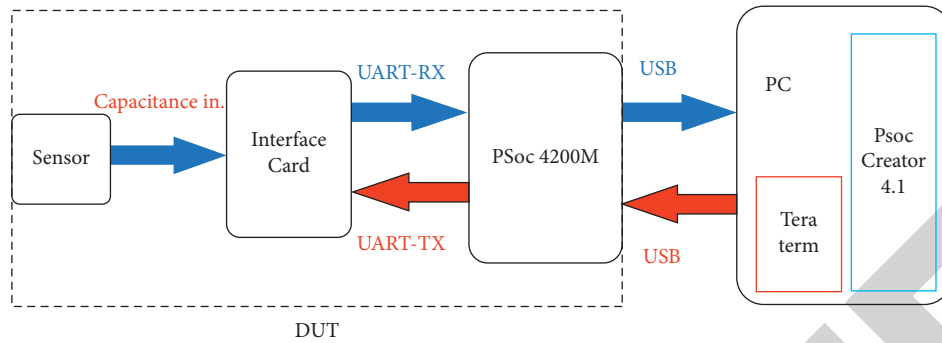 Capacitance in.
Sensor
Interface
Card
UART-RX
UART-TX
PSoc 4200M
USB
USB
PC
Psoc
Creator
4.1
Tera
term
DUT